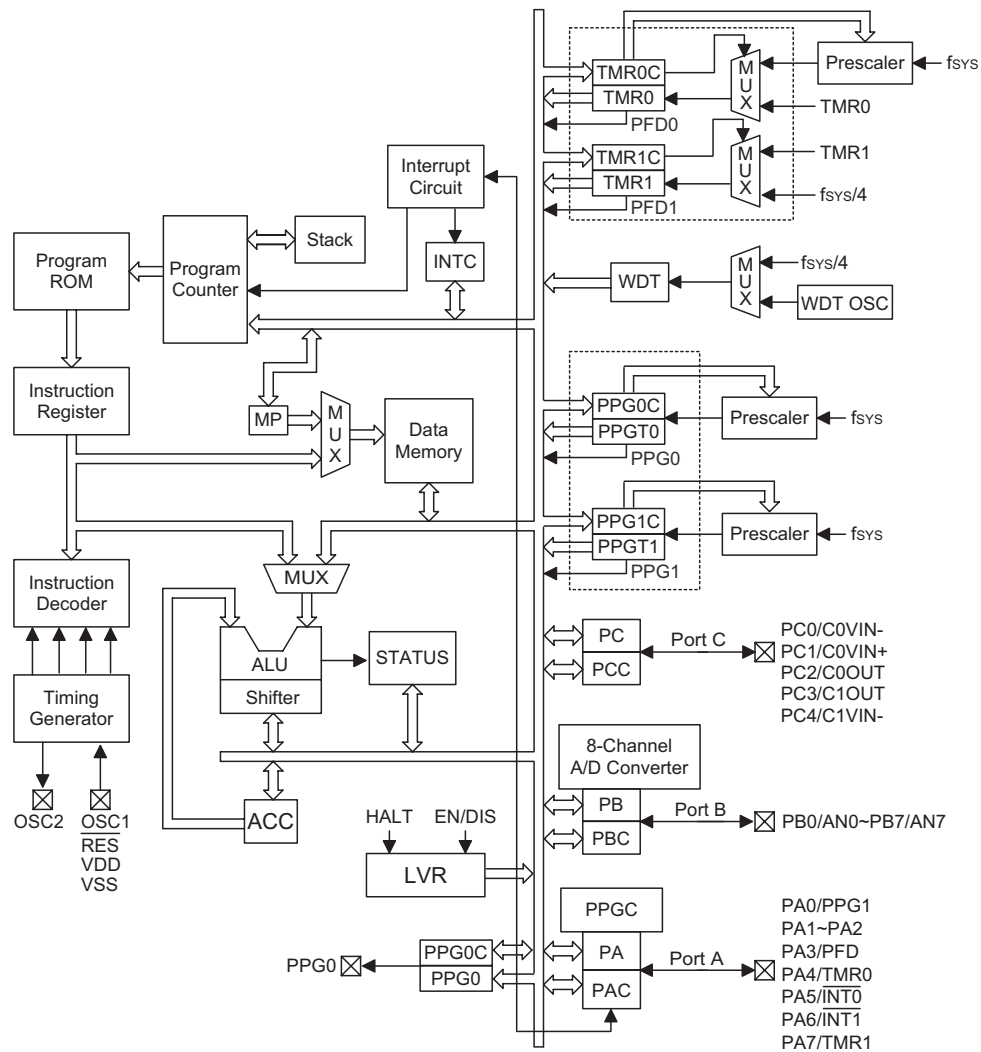 TMR0C
TMR0
PFD0
MUX
Prescaler
fSYS
TMR0
TMR1C
TMR1
PFD1
MUX
TMR1
fSYS/4
Interrupt
Circuit
Stack
INTC
Program
ROM
Program
Counter
WDT
MUX
fSYS/4
WDT OSC
Instruction
Register
MP
MUX
Data
Memory
PPG0C
PPGT0
PPG0
Prescaler
fSYS
PPG1C
PPGT1
PPG1
Prescaler
fSYS
Instruction
Decoder
MUX
ALU
Shifter
STATUS
Timing
Generator
OSC2
OSC1
RES
VDD
VSS
ACC
PC
PCC
Port C
PC0/C0VIN-
PC1/C0VIN+
PC2/C0OUT
PC3/C1OUT
PC4/C1VIN-
8-Channel
A/D Converter
PB
PBC
Port B
PB0/AN0~PB7/AN7
HALT
EN/DIS
LVR
PPG0
PPG0C
PPG0
PPGC
PA
PAC
Port A
PA0/PPG1
PA1~PA2
PA3/PFD
PA4/TMR0
PA5/INT0
PA6/INT1
PA7/TMR1